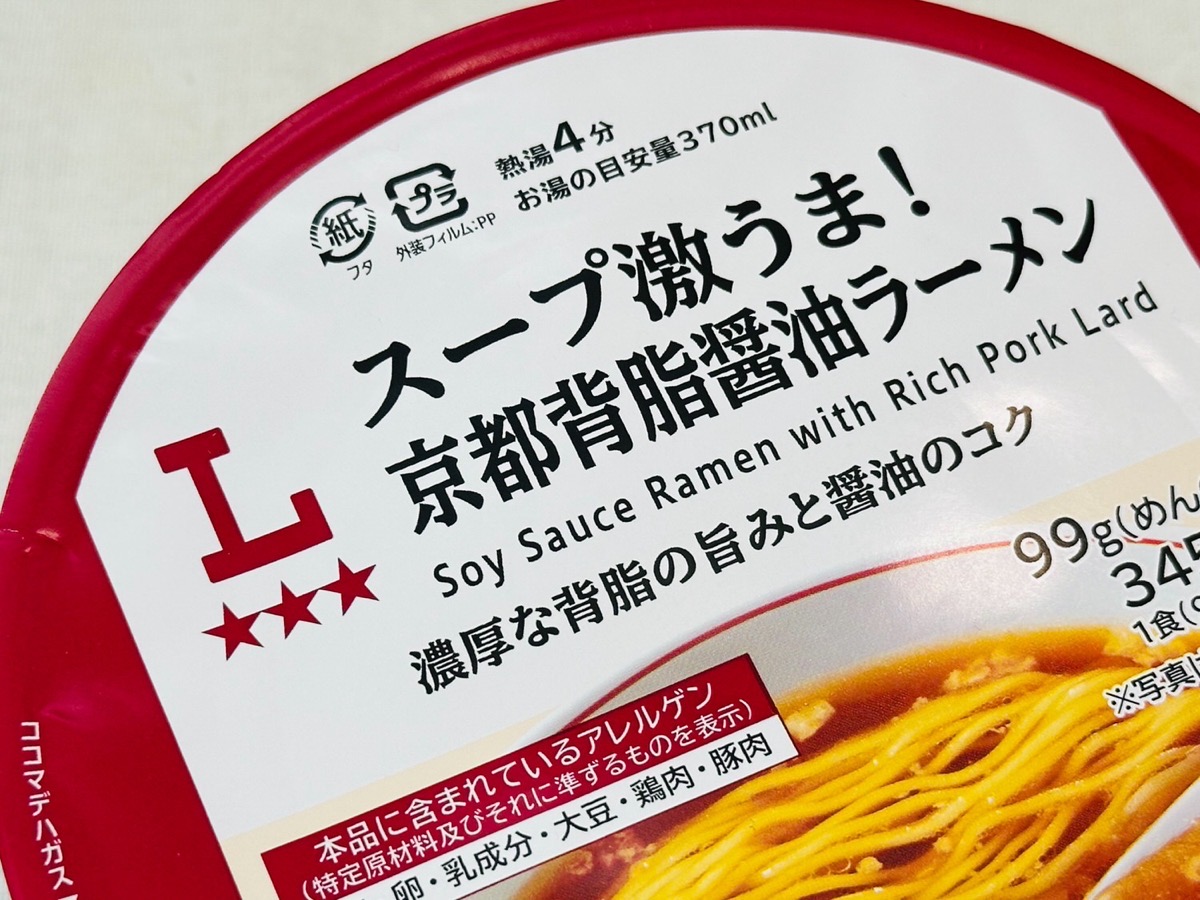 熱湯4分
お湯の目安量370ml
紙
フタ
プラ
外装フィルム:PP
スープ激うま!
京都背脂醤油ラーメン
Soy Sauce Ramen with Rich Pork Lard
濃厚な背脂の旨みと醤油のコク
L
99g(めん
345
1食(
※写真は
本品に含まれているアレルゲン
(特定原材料及びそれに準ずるものを表示)
卵・乳成分・大豆・鶏肉・豚肉
ココマデハガス